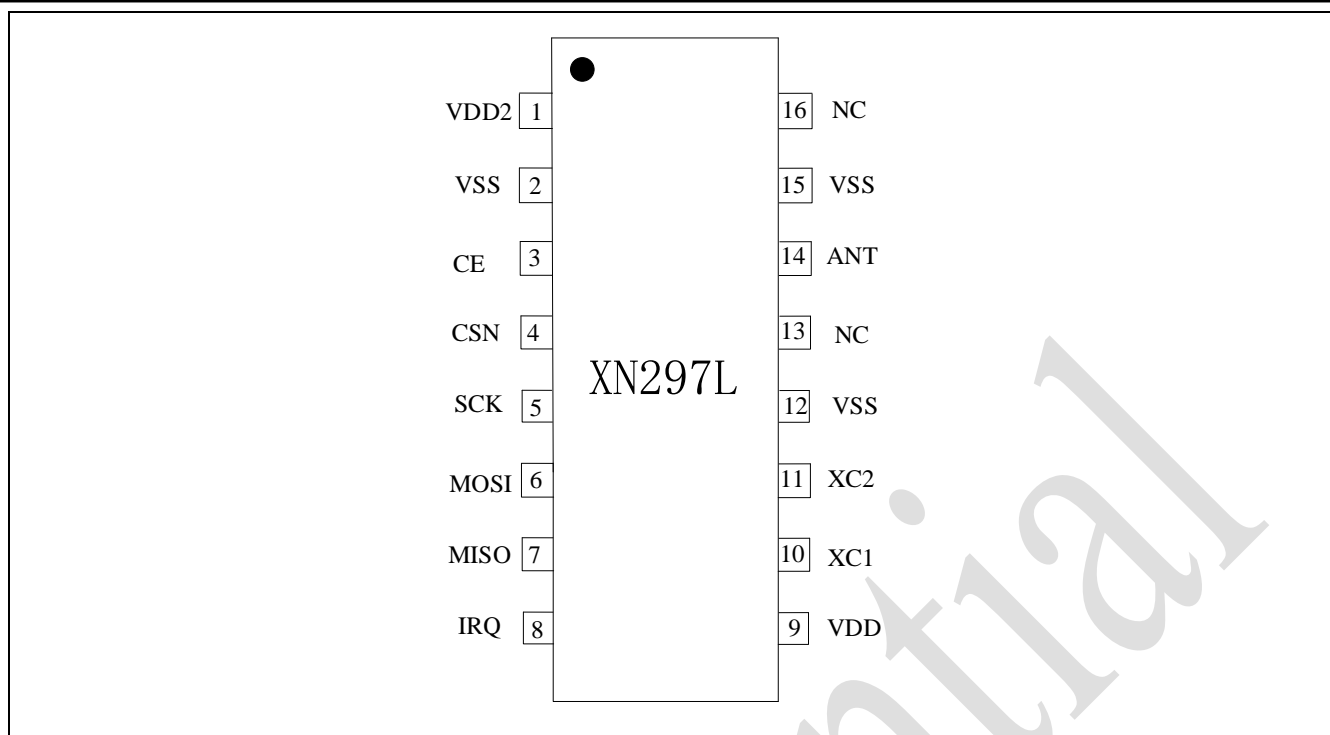 VDD2 1 16 NC
VSS 2 15 VSS
CE 3 14 ANT
CSN 4 13 NC
XN297L
SCK 5 12 VSS
MOSI 6 11 XC2
MISO 7 10 XC1
IRQ 8 9 VDD
ntial